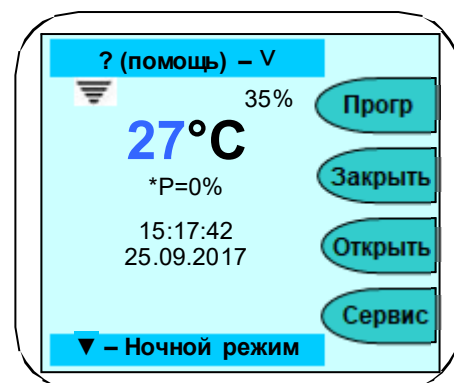 ? (помощь) – V
35%
Прогр
27°C
*P=0%
Закрыть
15:17:42
25.09.2017
Открыть
Сервис
▼ – Ночной режим